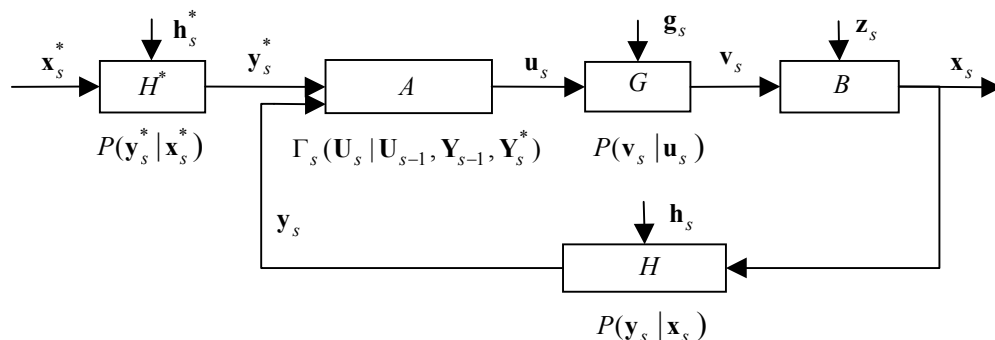 h*ₛ gₛ zₛ
x*ₛ y*ₛ uₛ vₛ xₛ
H* A G B
P(y*ₛ | x*ₛ) Γₛ(Uₛ | Uₛ₋₁, Yₛ₋₁, Y*ₛ) P(vₛ | uₛ)
yₛ hₛ
H
P(yₛ | xₛ)